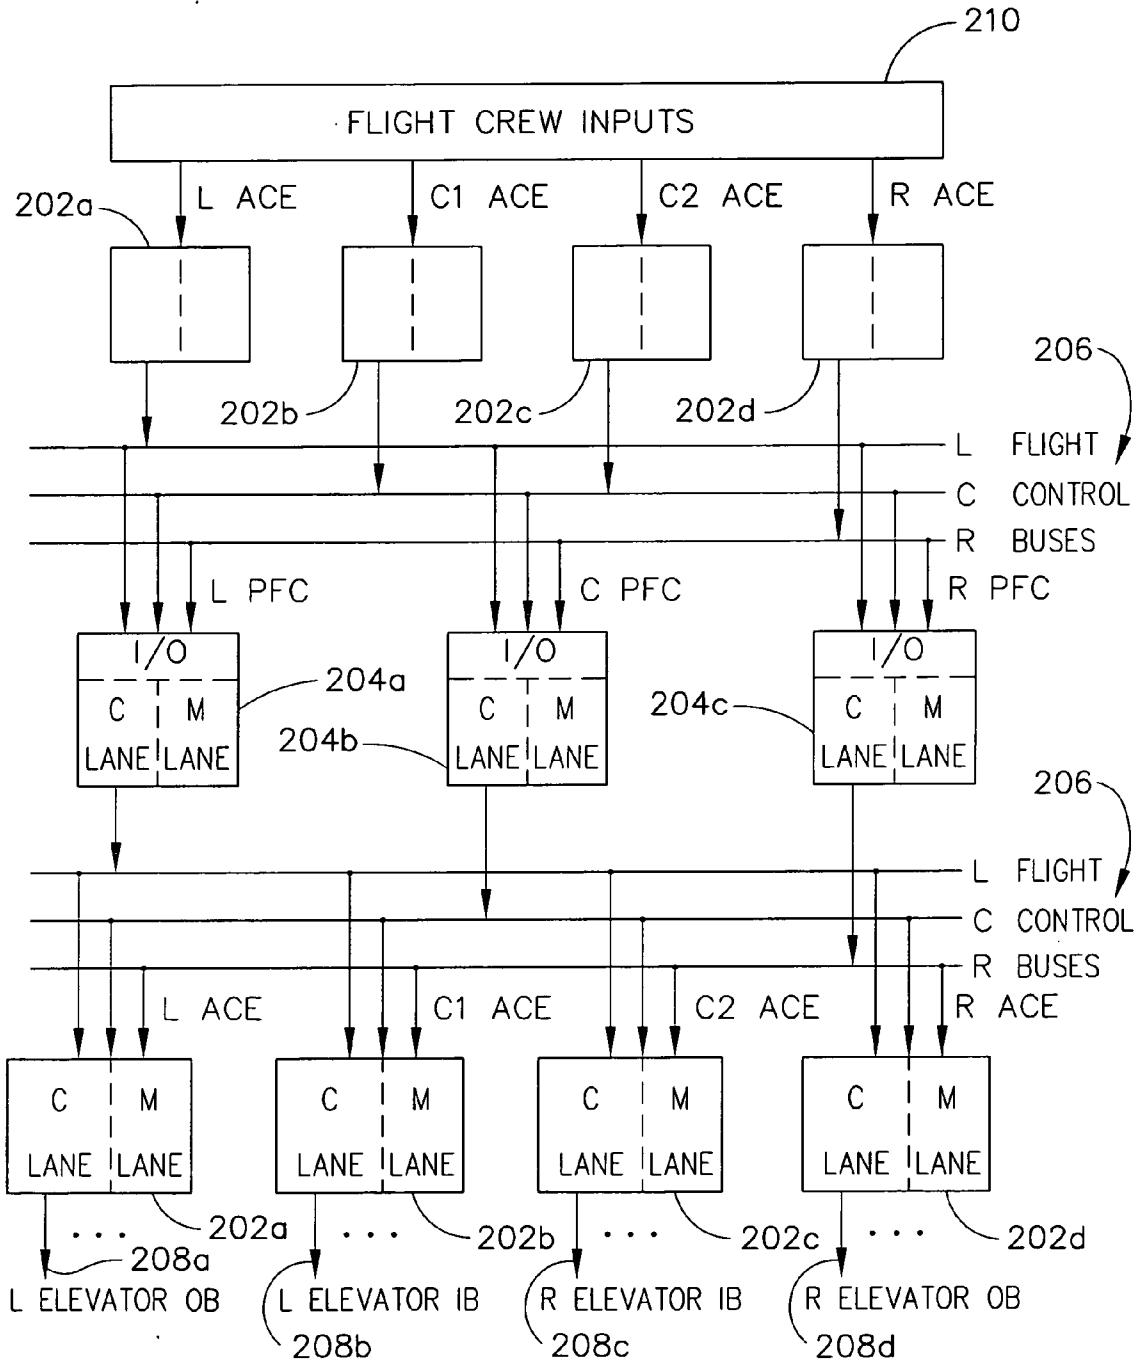 210
FLIGHT CREW INPUTS
202a
L ACE
C1 ACE
C2 ACE
R ACE
206
202b
202c
202d
L FLIGHT
C CONTROL
R BUSES
L PFC
C PFC
R PFC
I/O
I/O
I/O
204a
204b
204c
C M
LANE LANE
C M
LANE LANE
C M
LANE LANE
206
L FLIGHT
C CONTROL
R BUSES
L ACE
C1 ACE
C2 ACE
R ACE
C M
LANE LANE
C M
LANE LANE
C M
LANE LANE
C M
LANE LANE
...
...
...
...
202a
202b
202c
202d
208a
L ELEVATOR OB
L ELEVATOR IB
R ELEVATOR IB
R ELEVATOR OB
208b
208c
208d